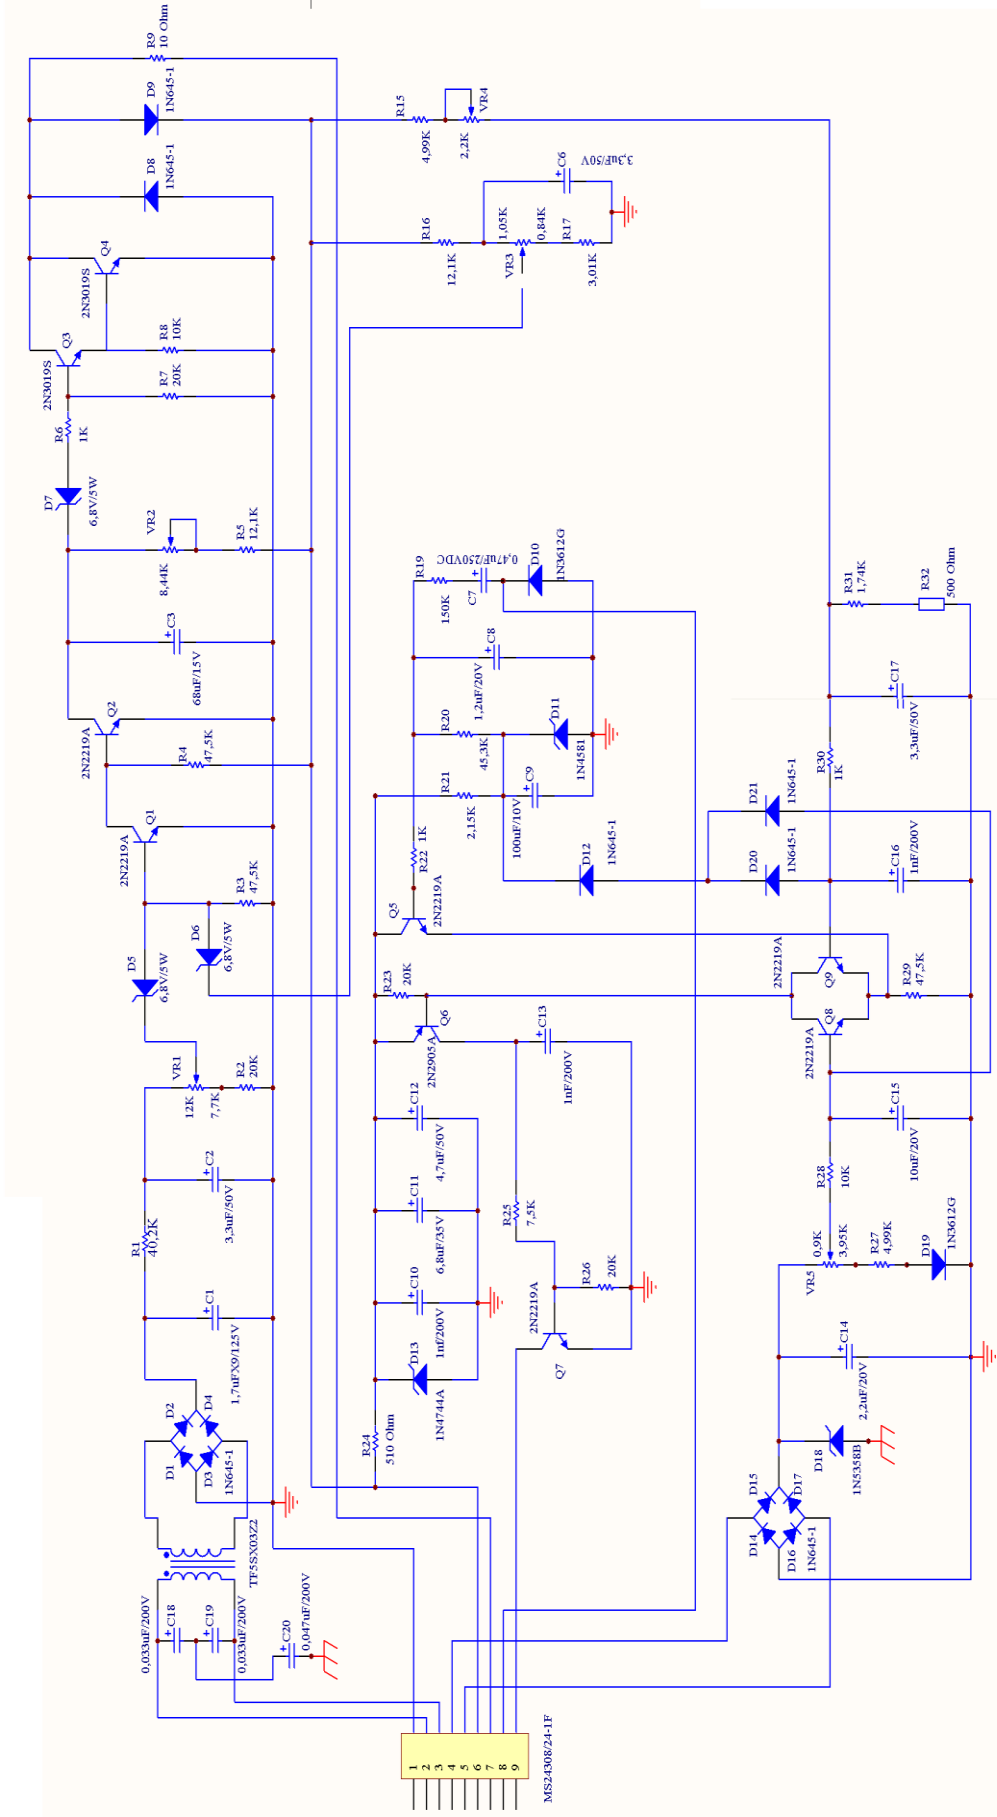 R9
10 Ohm
D9
1N645-1
D8
1N645-1
R15
4,99K
VR4
2,2K
C6
3,3uF/50V
R16
12,1K
1,05K
VR3
0,84K
R17
3,01K
Q4
2N3019S
Q3
2N3019S
R8
10K
R7
20K
R6
1K
D7
6,8V/5W
VR2
8,44K
R5
12,1K
C3
68uF/15V
Q2
2N2219A
R4
47,5K
Q1
2N2219A
R3
47,5K
D6
6,8V/5W
D5
6,8V/5W
VR1
12K
7,7K
R2
20K
C2
3,3uF/50V
R1
40,2K
C1
1,7uFX9/125V
D2
D4
D1
D3
1N645-1
TF5SX03Z2
0,033uF/200V
C18
C19
0,033uF/200V
C20
0,047uF/200V
R19
150K
C7
0,47uF/250VDC
D10
1N3612G
C8
1,2uF/20V
R20
45,3K
D11
1N4581
R21
2,15K
C9
100uF/10V
R22
1K
D12
1N645-1
Q5
2N2219A
R23
20K
Q6
2N2905A
C13
1nF/200V
C12
4,7uF/50V
C11
6,8uF/35V
C10
1nf/200V
D13
1N4744A
R24
510 Ohm
R25
7,5K
R26
20K
2N2219A
Q7
R31
1,74K
R32
500 Ohm
C17
3,3uF/50V
R30
1K
D21
1N645-1
D20
1N645-1
C16
1nF/200V
2N2219A
Q9
R29
47,5K
Q8
2N2219A
C15
10uF/20V
R28
10K
0,9K
VR5
3,95K
R27
4,99K
D19
1N3612G
C14
2,2uF/20V
D18
1N5358B
D15
D17
D14
D16
1N645-1
1
2
3
4
5
6
7
8
9
MS24308/24-1F